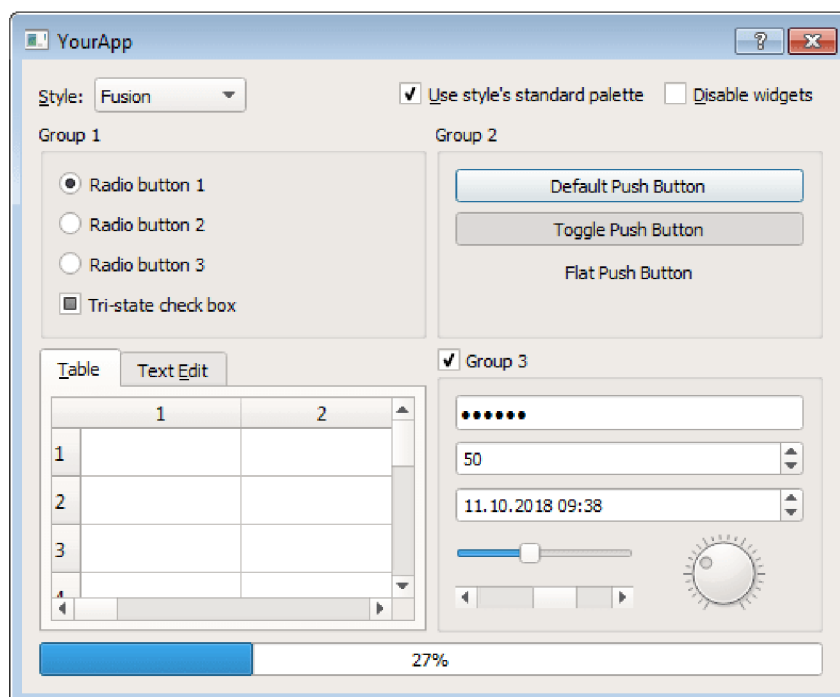 YourApp
Style: Fusion Use style's standard palette Disable widgets
Group 1
Radio button 1
Radio button 2
Radio button 3
Tri-state check box
Group 2
Default Push Button
Toggle Push Button
Flat Push Button
Table Text Edit
1 2
1
2
3
4
Group 3
••••••
50
11.10.2018 09:38
27%